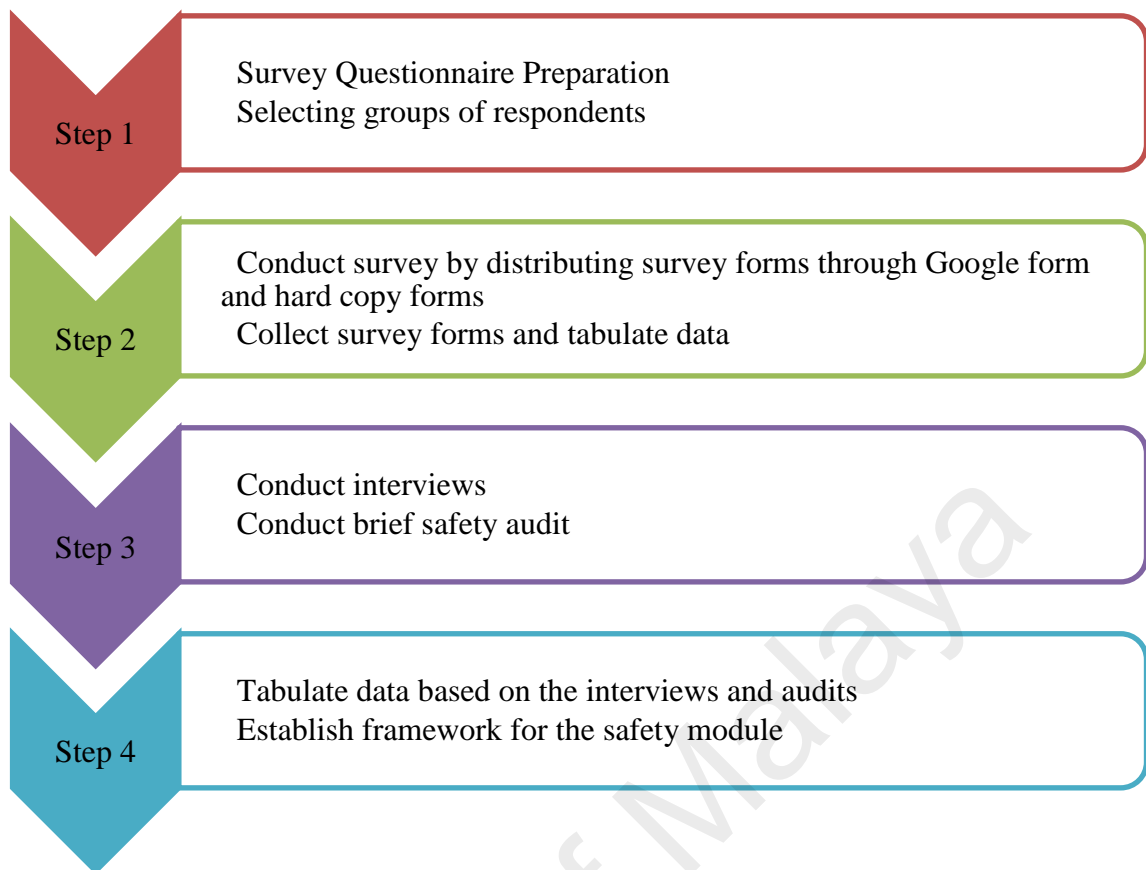 Step 1
Survey Questionnaire Preparation
Selecting groups of respondents
Step 2
Conduct survey by distributing survey forms through Google form
and hard copy forms
Collect survey forms and tabulate data
Step 3
Conduct interviews
Conduct brief safety audit
Step 4
Tabulate data based on the interviews and audits
Establish framework for the safety module
of Malaya